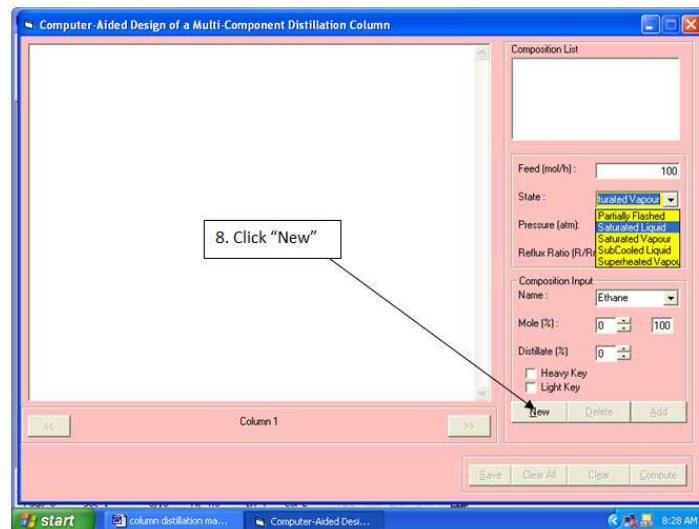 Computer-Aided Design of a Multi-Component Distillation Column
Composition List
Feed (mol/h) : 100
State : turated Vapour
Partially Flashed
Saturated Liquid
Saturated Vapour
SubCooled Liquid
Superheated Vapou
Pressure (atm):
Reflux Ratio (R/R
8. Click “New”
Composition Input
Name : Ethane
Mole (%) : 0 100
Distillate (%) 0
Heavy Key
Light Key
New Delete Add
<< Column 1 >>
Save Clear All Clear Compute
start column distillation ma... Computer-Aided Desi... 8:28 AM